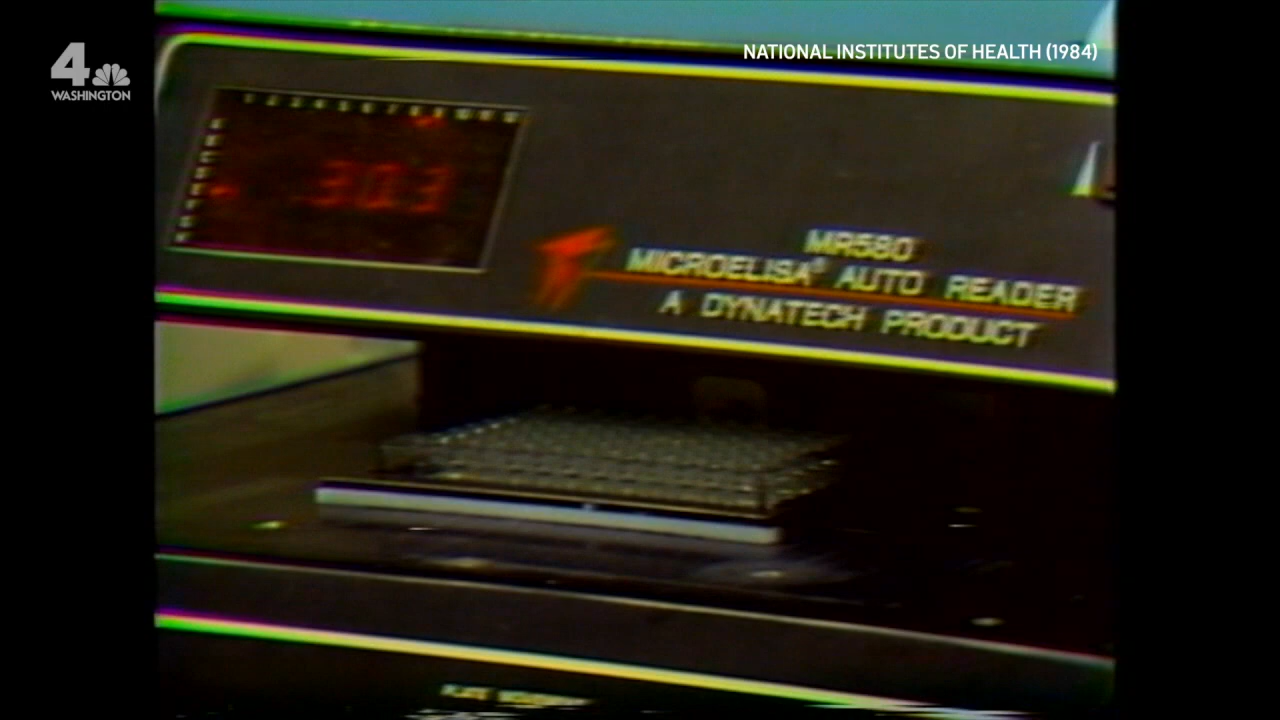 4
WASHINGTON
NATIONAL INSTITUTES OF HEALTH (1984)
303
MR580
MICROELISA® AUTO READER
A DYNATECH PRODUCT